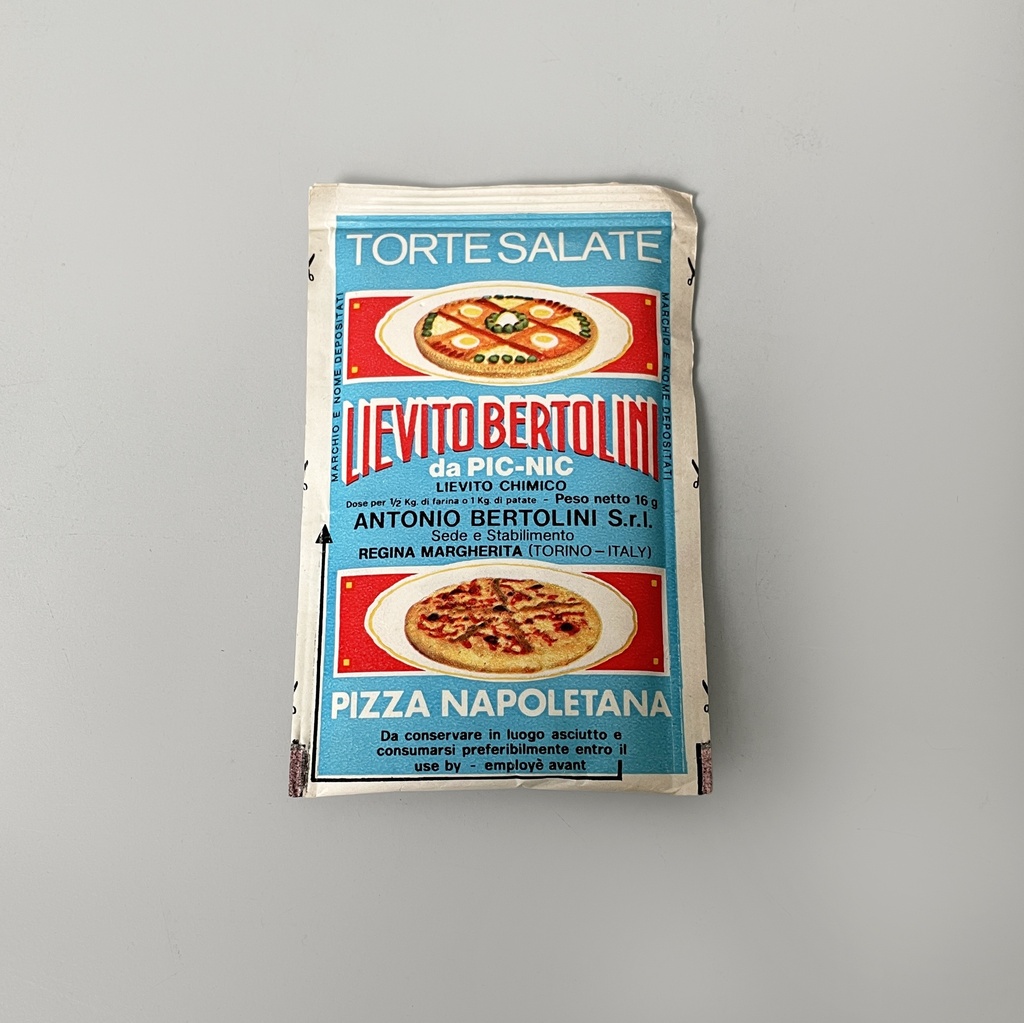 TORTE SALATE
MARCHIO E NOME DEPOSITATI
MARCHIO E NOME DEPOSITATI
LIEVITO BERTOLINI
da PIC-NIC
LIEVITO CHIMICO
Dose per ½ Kg. di farina o 1 Kg. di patate - Peso netto 16 g
ANTONIO BERTOLINI S.r.l.
Sede e Stabilimento
REGINA MARGHERITA (TORINO - ITALY)
PIZZA NAPOLETANA
Da conservare in luogo asciutto e
consumarsi preferibilmente entro il
use by - employè avant